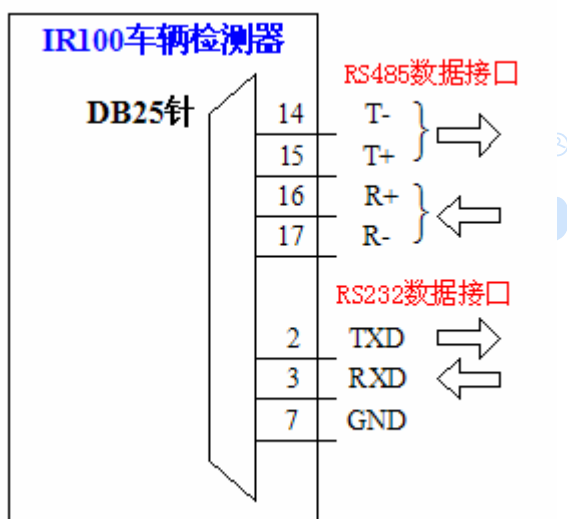 IR100车辆检测器
RS485数据接口
DB25针
14 T-
15 T+
16 R+
17 R-
RS232数据接口
2 TXD
3 RXD
7 GND